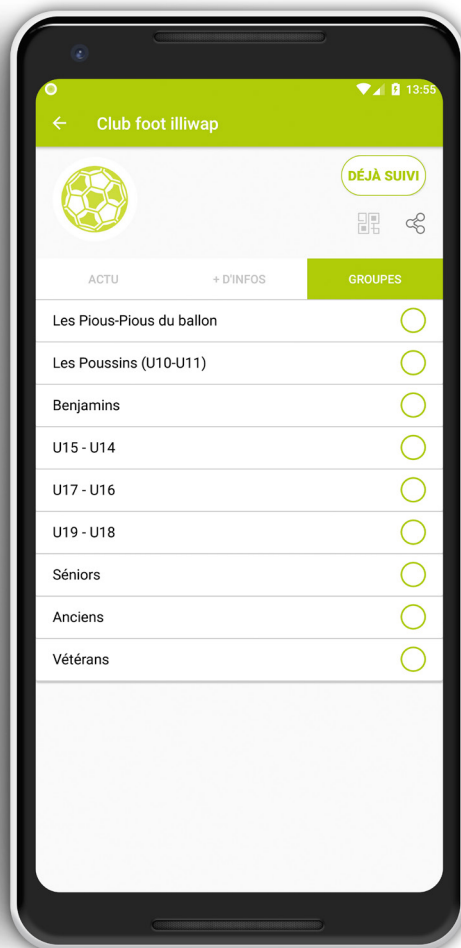 13:55
Club foot illiwap
DÉJÀ SUIVI
ACTU
+ D'INFOS
GROUPES
Les Pious-Pious du ballon
Les Poussins (U10-U11)
Benjamins
U15 - U14
U17 - U16
U19 - U18
Séniors
Anciens
Vétérans